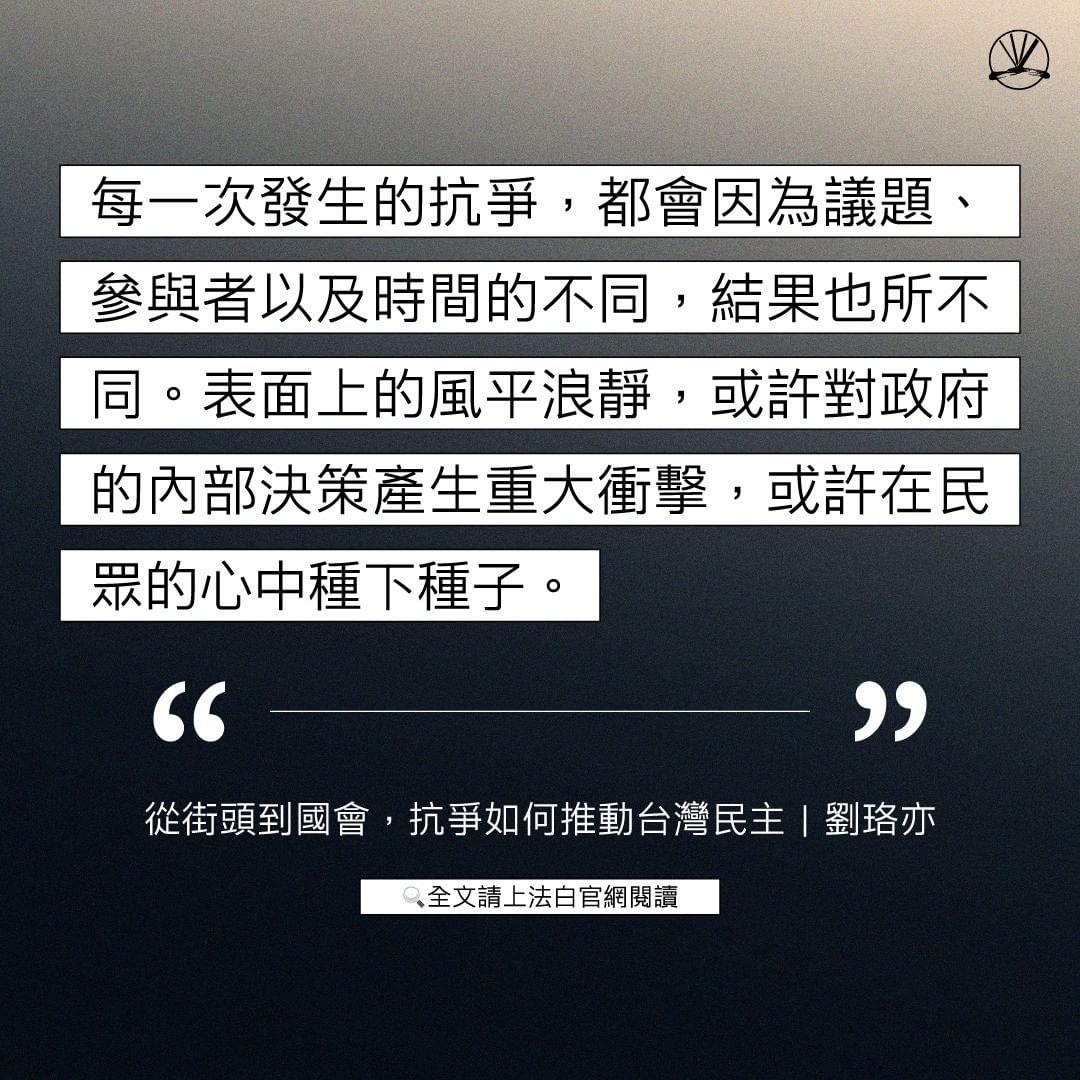 每一次發生的抗爭，都會因為議題、
參與者以及時間的不同，結果也所不
同。表面上的風平浪靜，或許對政府
的內部決策產生重大衝擊，或許在民
眾的心中種下種子。
“ ”
從街頭到國會，抗爭如何推動台灣民主 | 劉珞亦
🔍全文請上法白官網閱讀